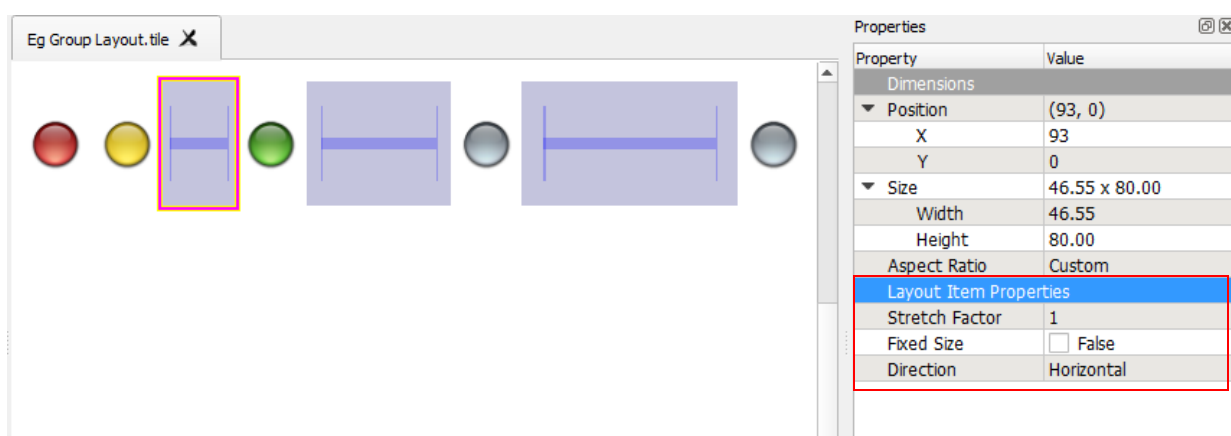 Eg Group Layout.tile
Properties
Property Value
Dimensions
Position (93, 0)
X 93
Y 0
Size 46.55 x 80.00
Width 46.55
Height 80.00
Aspect Ratio Custom
Layout Item Properties
Stretch Factor 1
Fixed Size False
Direction Horizontal